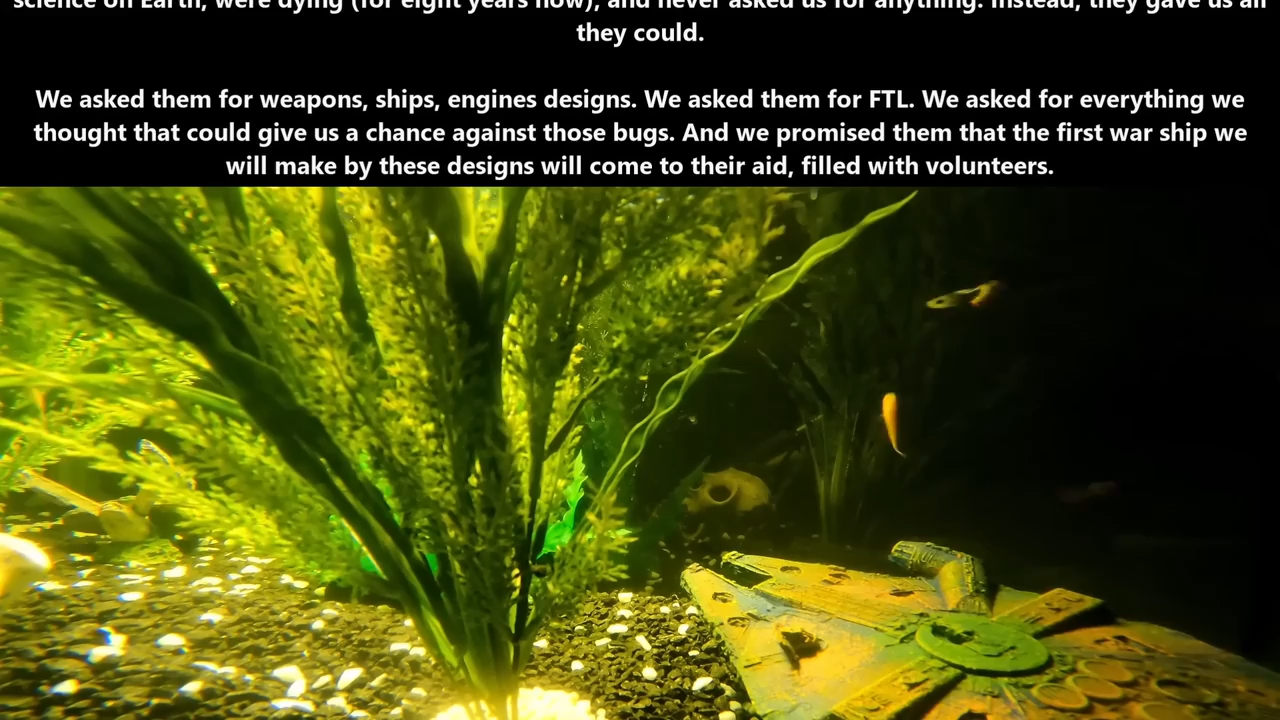 science on Earth, were dying (for eight years now), and never asked us for anything. Instead, they gave us all
they could.
We asked them for weapons, ships, engines designs. We asked them for FTL. We asked for everything we
thought that could give us a chance against those bugs. And we promised them that the first war ship we
will make by these designs will come to their aid, filled with volunteers.